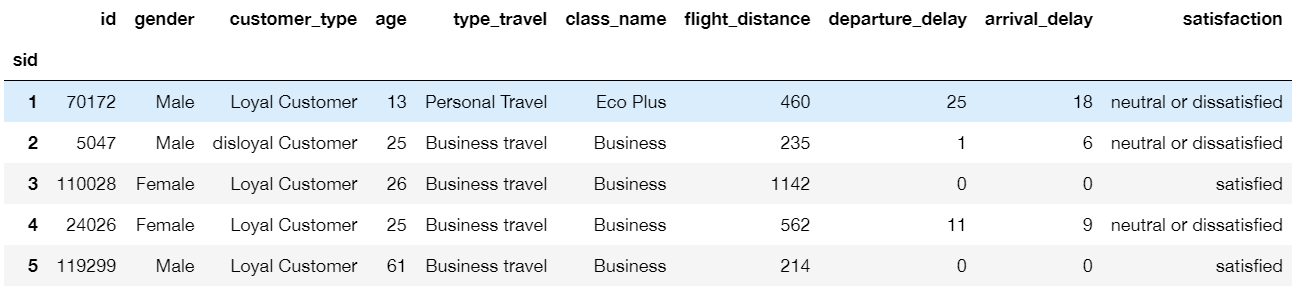 id gender customer_type age type_travel class_name flight_distance departure_delay arrival_delay satisfaction
sid
1 70172 Male Loyal Customer 13 Personal Travel Eco Plus 460 25 18 neutral or dissatisfied
2 5047 Male disloyal Customer 25 Business travel Business 235 1 6 neutral or dissatisfied
3 110028 Female Loyal Customer 26 Business travel Business 1142 0 0 satisfied
4 24026 Female Loyal Customer 25 Business travel Business 562 11 9 neutral or dissatisfied
5 119299 Male Loyal Customer 61 Business travel Business 214 0 0 satisfied